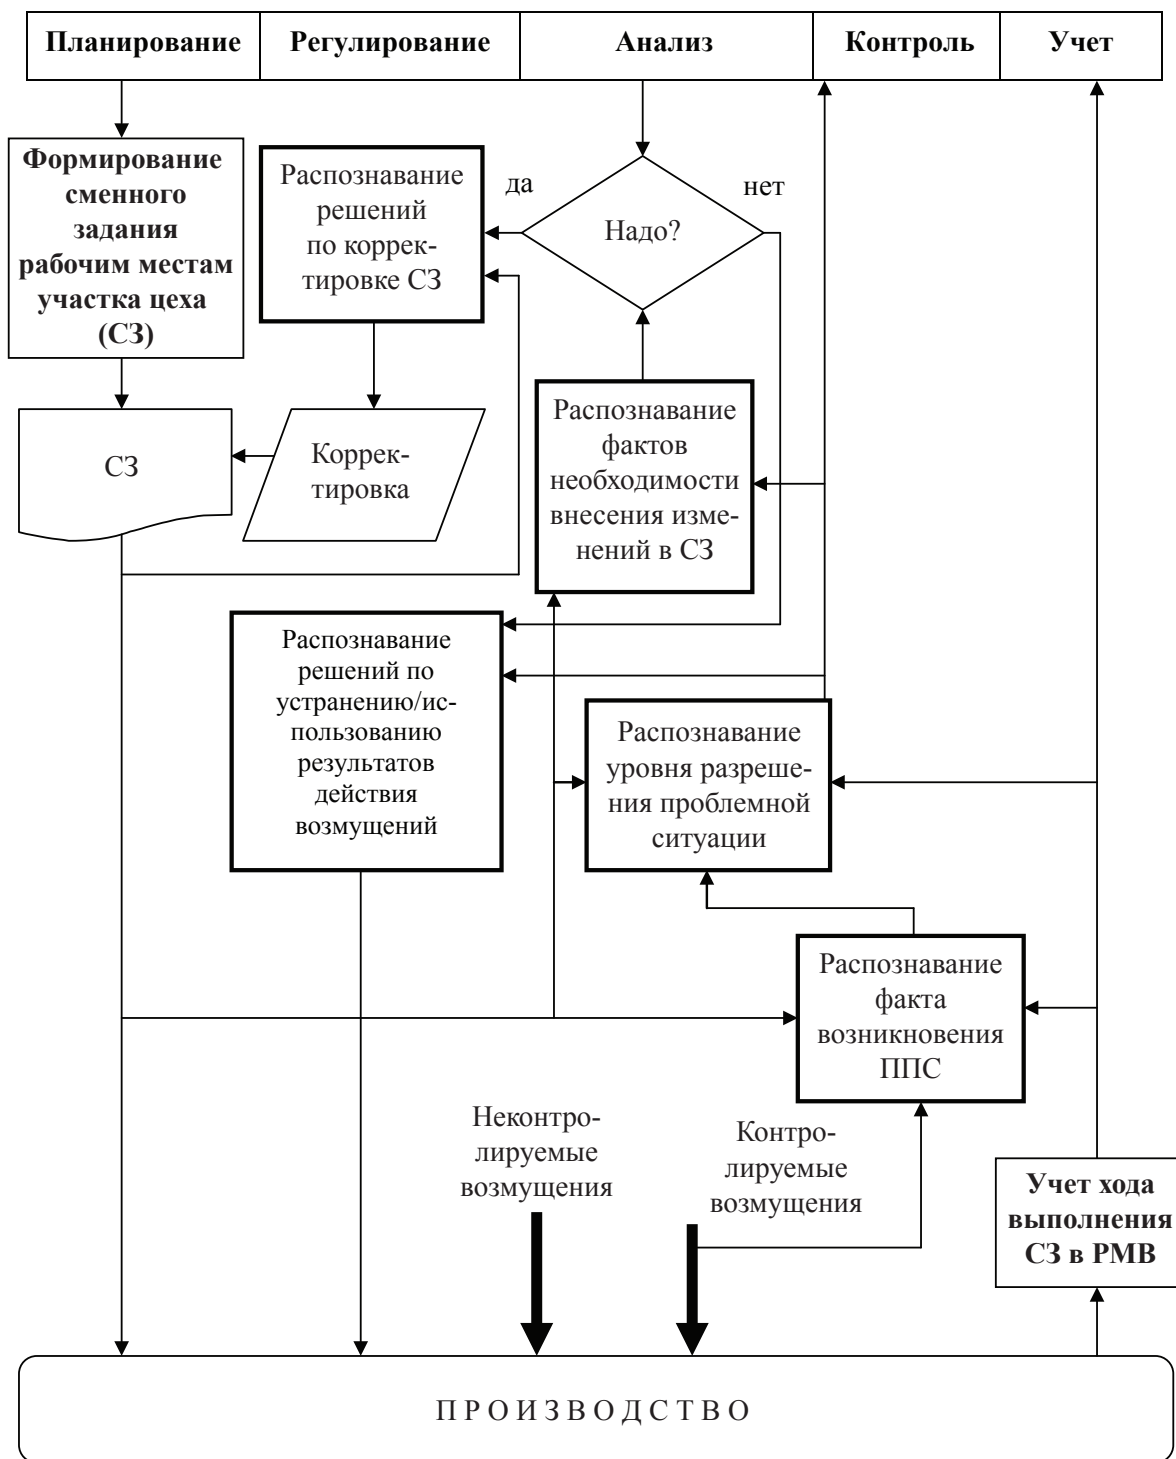 Планирование
Регулирование
Анализ
Контроль
Учет
Формирование
сменного
задания
рабочим местам
участка цеха
(СЗ)
Распознавание
решений
по коррек-
тировке СЗ
да
Надо?
нет
СЗ
Коррек-
тировка
Распознавание
фактов
необходимости
внесения изме-
нений в СЗ
Распознавание
решений по
устранению/ис-
пользованию
результатов
действия
возмущений
Распознавание
уровня разреше-
ния проблемной
ситуации
Распознавание
факта
возникновения
ППС
Неконтро-
лируемые
возмущения
Контро-
лируемые
возмущения
Учет хода
выполнения
СЗ в РМВ
ПРОИЗВОДСТВО